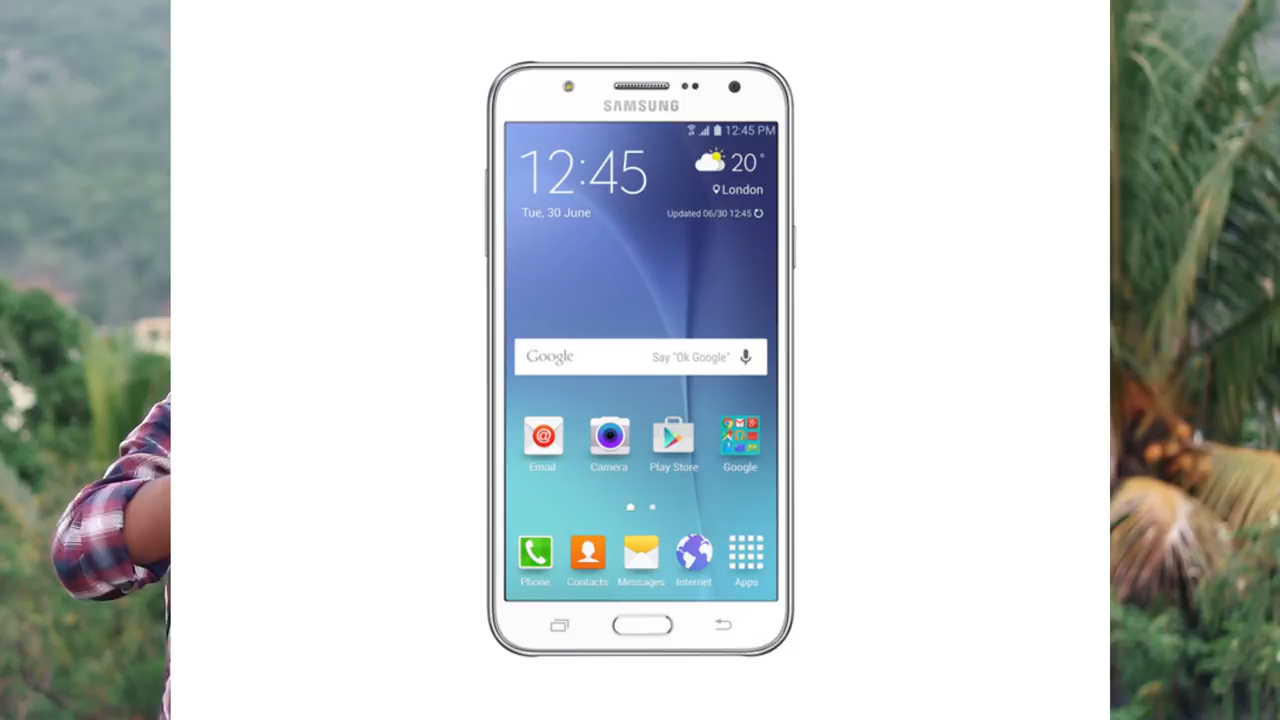 SAMSUNG
12:45 PM
12:45
20°
London
Tue, 30 June
Updated 06/30 12:45
Google
Say "Ok Google"
Email Camera Play Store Google
Phone Contacts Messages Internet Apps